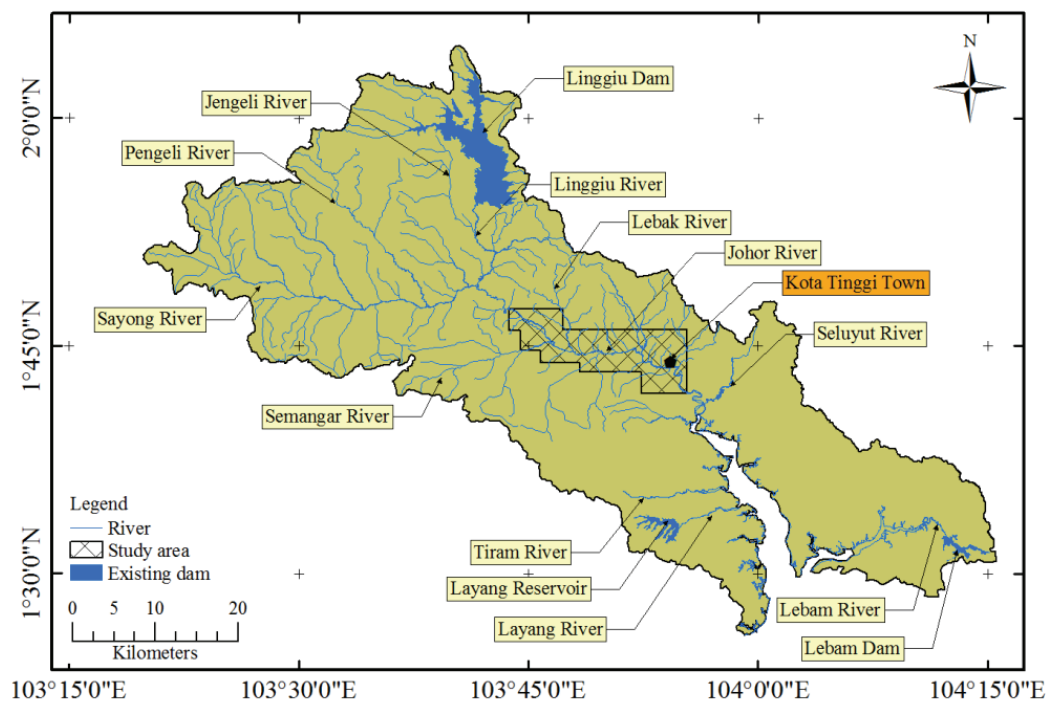 N
Linggiu Dam
Jengeli River
2°0'0"N
Pengeli River
Linggiu River
Lebak River
Johor River
Kota Tinggi Town
Sayong River
Seluyut River
1°45'0"N
Semangar River
Legend
River
Study area
Existing dam
0 5 10 20
Kilometers
Tiram River
Layang Reservoir
Layang River
1°30'0"N
Lebam River
Lebam Dam
103°15'0"E 103°30'0"E 103°45'0"E 104°0'0"E 104°15'0"E